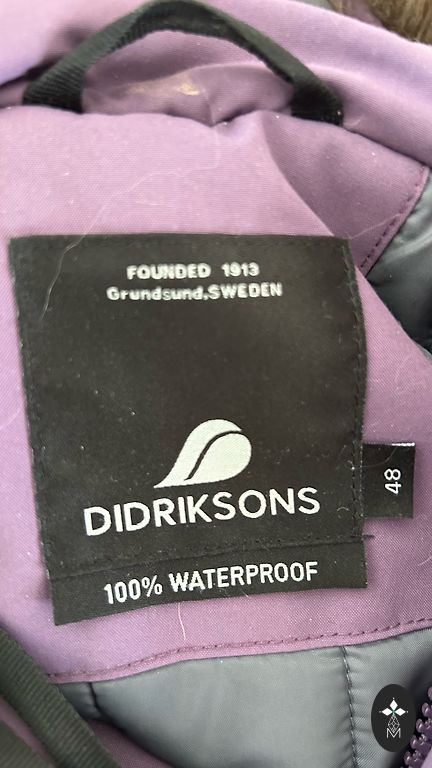 FOUNDED 1913
Grundsund,SWEDEN
DIDRIKSONS
48
100% WATERPROOF
M